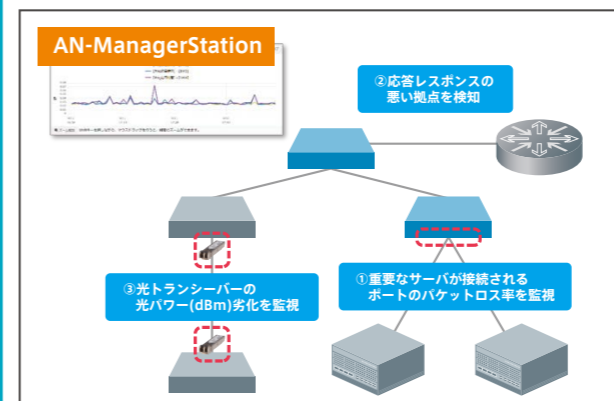 AN-ManagerStation
②応答レスポンスの
悪い拠点を検知
③光トランシーバーの
光パワー(dBm)劣化を監視
①重要なサーバが接続される
ポートのパケットロス率を監視